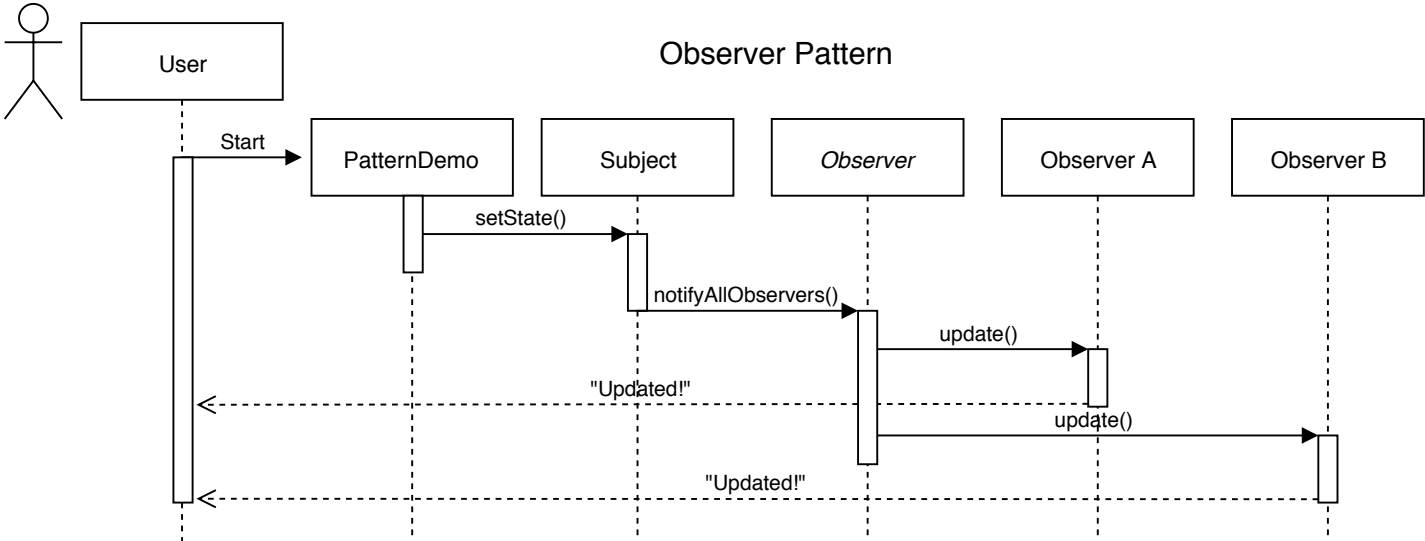 Observer Pattern
User
PatternDemo
Subject
Observer
Observer A
Observer B
Start
setState()
notifyAllObservers()
update()
"Updated!"
update()
"Updated!"